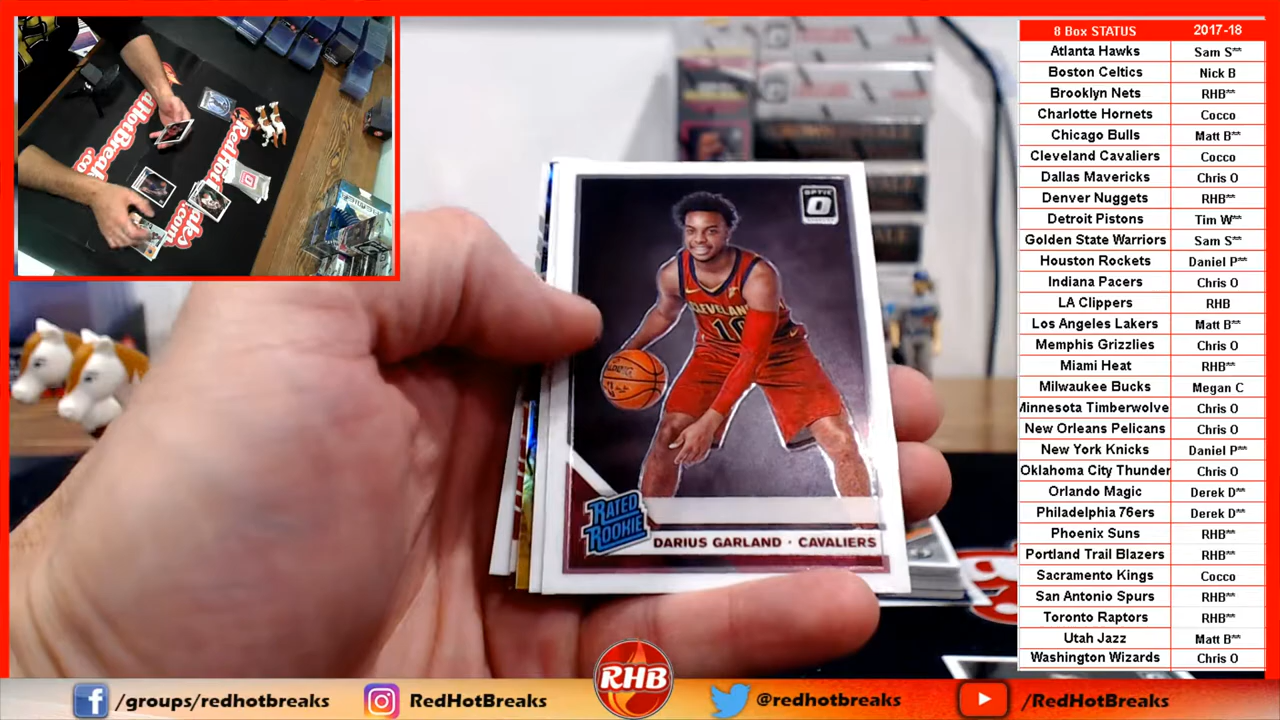 8 Box STATUS 2017-18
Atlanta Hawks Sam S**
Boston Celtics Nick B
Brooklyn Nets RHB**
Charlotte Hornets Cocco
Chicago Bulls Matt B**
Cleveland Cavaliers Cocco
Dallas Mavericks Chris O
Denver Nuggets RHB**
Detroit Pistons Tim W**
Golden State Warriors Sam S**
Houston Rockets Daniel P**
Indiana Pacers Chris O
LA Clippers RHB
Los Angeles Lakers Matt B**
Memphis Grizzlies Chris O
Miami Heat RHB**
Milwaukee Bucks Megan C
Minnesota Timberwolve Chris O
New Orleans Pelicans Chris O
New York Knicks Daniel P**
Oklahoma City Thunder Chris O
Orlando Magic Derek D**
Philadelphia 76ers Derek D**
Phoenix Suns RHB**
Portland Trail Blazers RHB**
Sacramento Kings Cocco
San Antonio Spurs RHB**
Toronto Raptors RHB**
Utah Jazz Matt B**
Washington Wizards Chris O
OPTIC
CLEVELAND
10
RATED
ROOKIE
DARIUS GARLAND · CAVALIERS
/groups/redhotbreaks RedHotBreaks RHB @redhotbreaks /RedHotBreaks